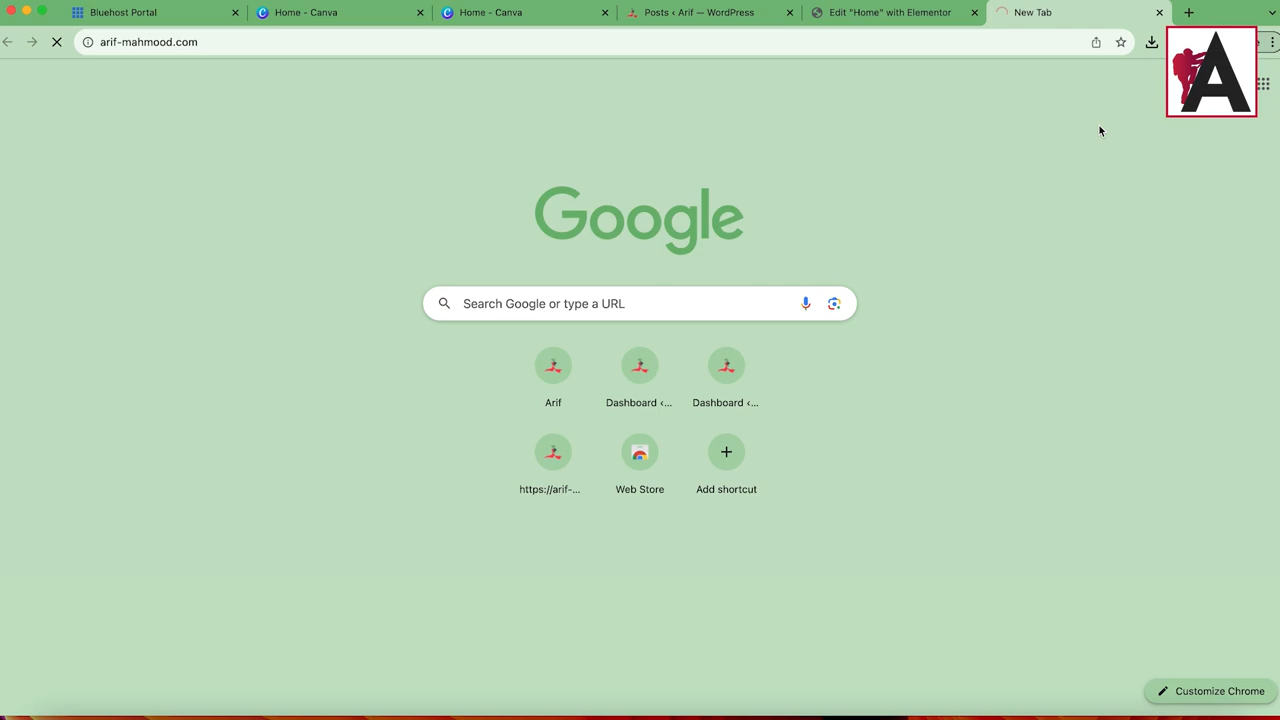 Bluehost Portal
Home - Canva
Home - Canva
Posts ‹ Arif — WordPress
Edit "Home" with Elementor
New Tab
arif-mahmood.com
A
Google
Search Google or type a URL
Arif
Dashboard ‹...
Dashboard ‹...
https://arif-...
Web Store
Add shortcut
Customize Chrome